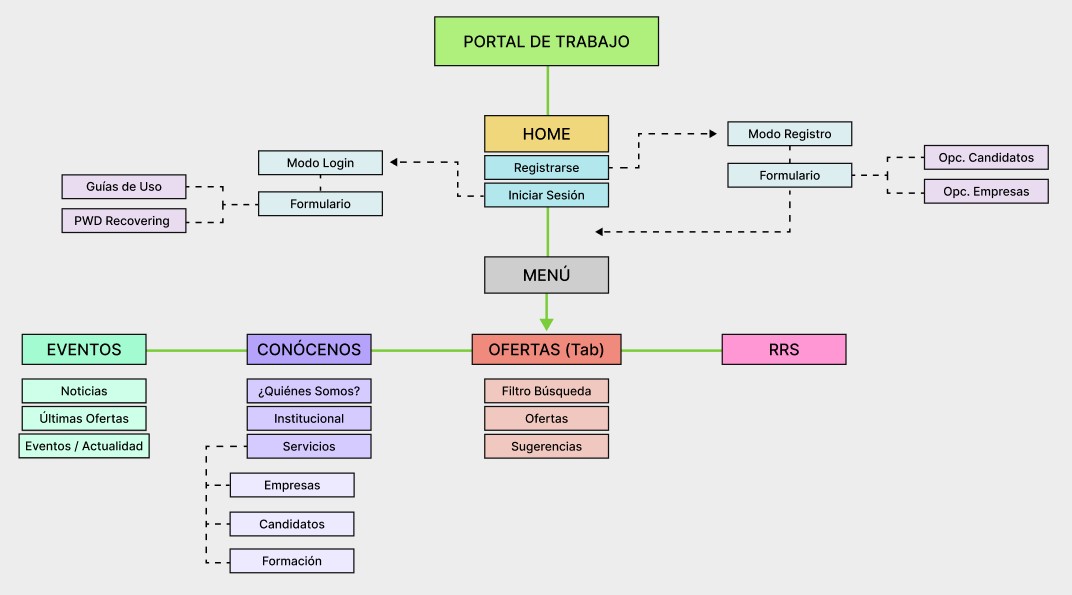 PORTAL DE TRABAJO
HOME
Registrarse
Iniciar Sesión
Modo Login
Formulario
Guías de Uso
PWD Recovering
Modo Registro
Formulario
Opc. Candidatos
Opc. Empresas
MENÚ
EVENTOS
Noticias
Últimas Ofertas
Eventos / Actualidad
CONÓCENOS
¿Quiénes Somos?
Institucional
Servicios
Empresas
Candidatos
Formación
OFERTAS (Tab)
Filtro Búsqueda
Ofertas
Sugerencias
RRS